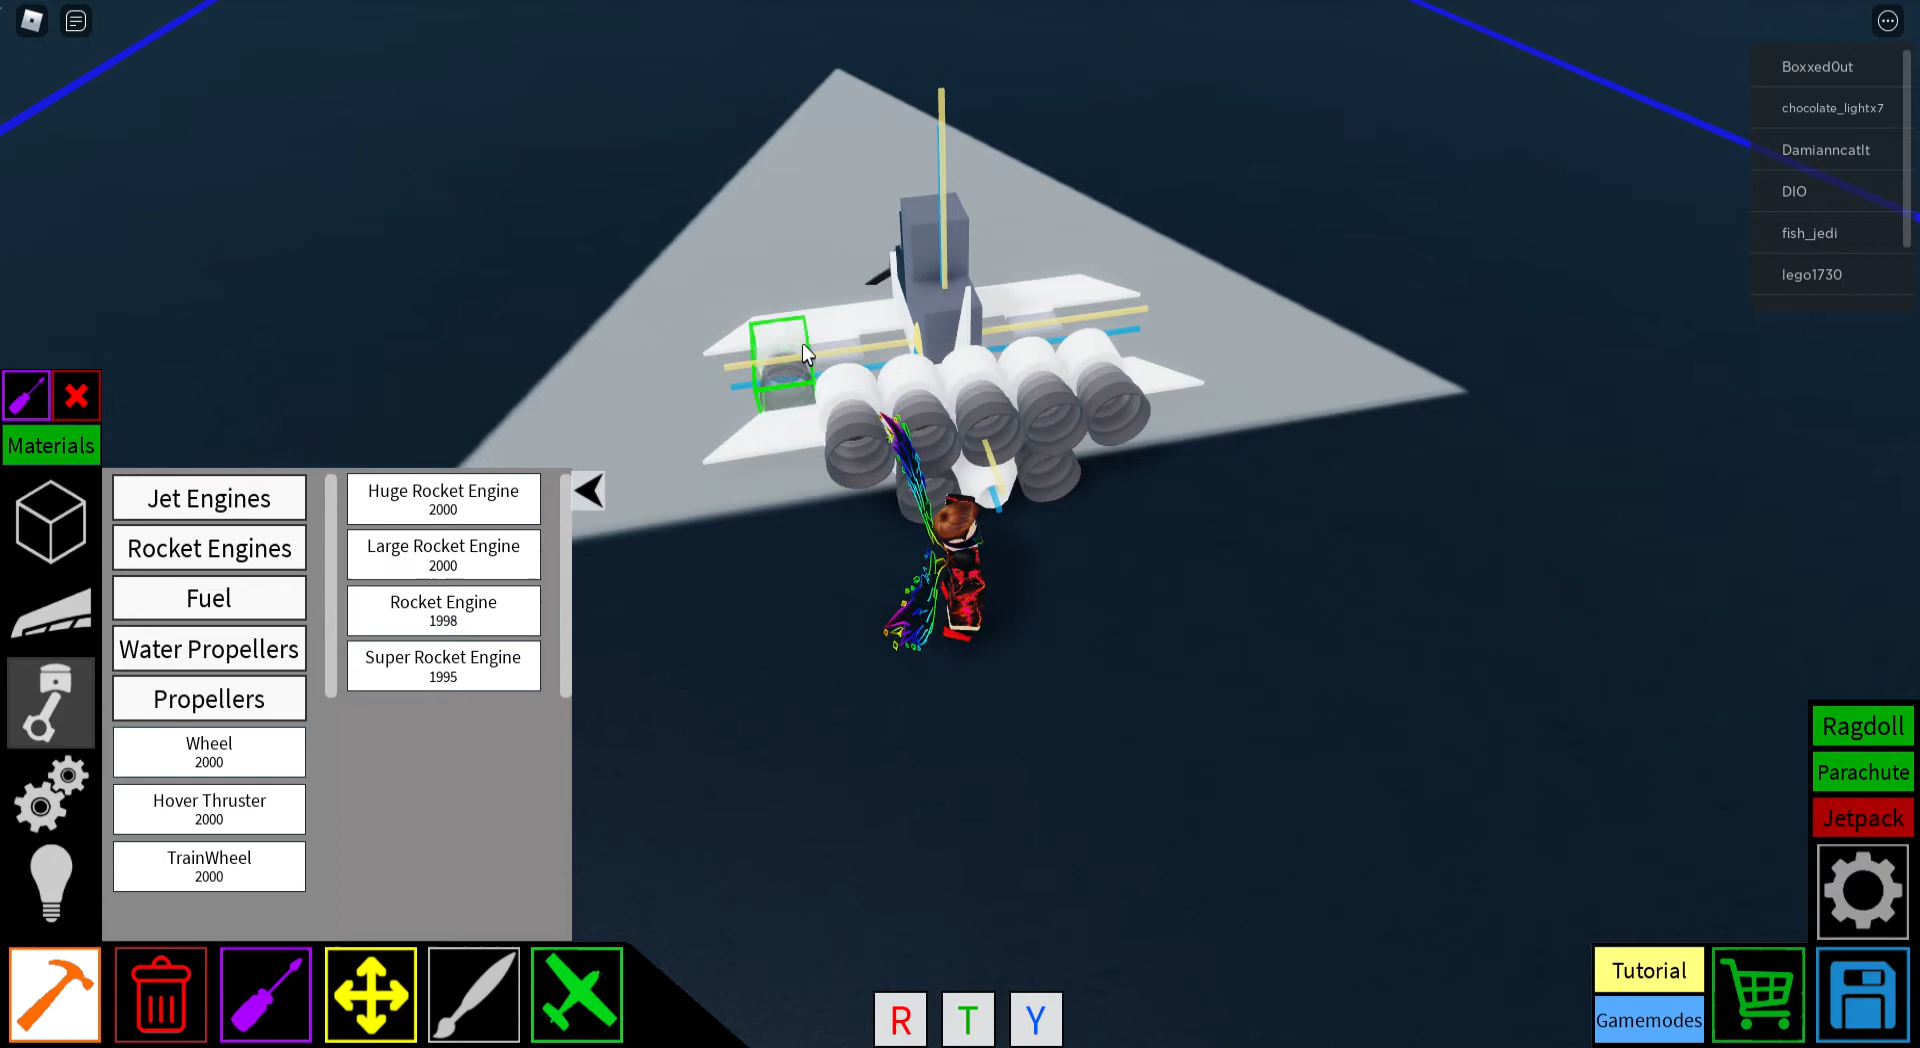 Boxxed0ut
chocolate_lightx7
Damianncatlt
DIO
fish_jedi
lego1730
Materials
Jet Engines
Rocket Engines
Fuel
Water Propellers
Propellers
Wheel
2000
Hover Thruster
2000
TrainWheel
2000
Huge Rocket Engine
2000
Large Rocket Engine
2000
Rocket Engine
1998
Super Rocket Engine
1995
Ragdoll
Parachute
Jetpack
Tutorial
Gamemodes
R T Y